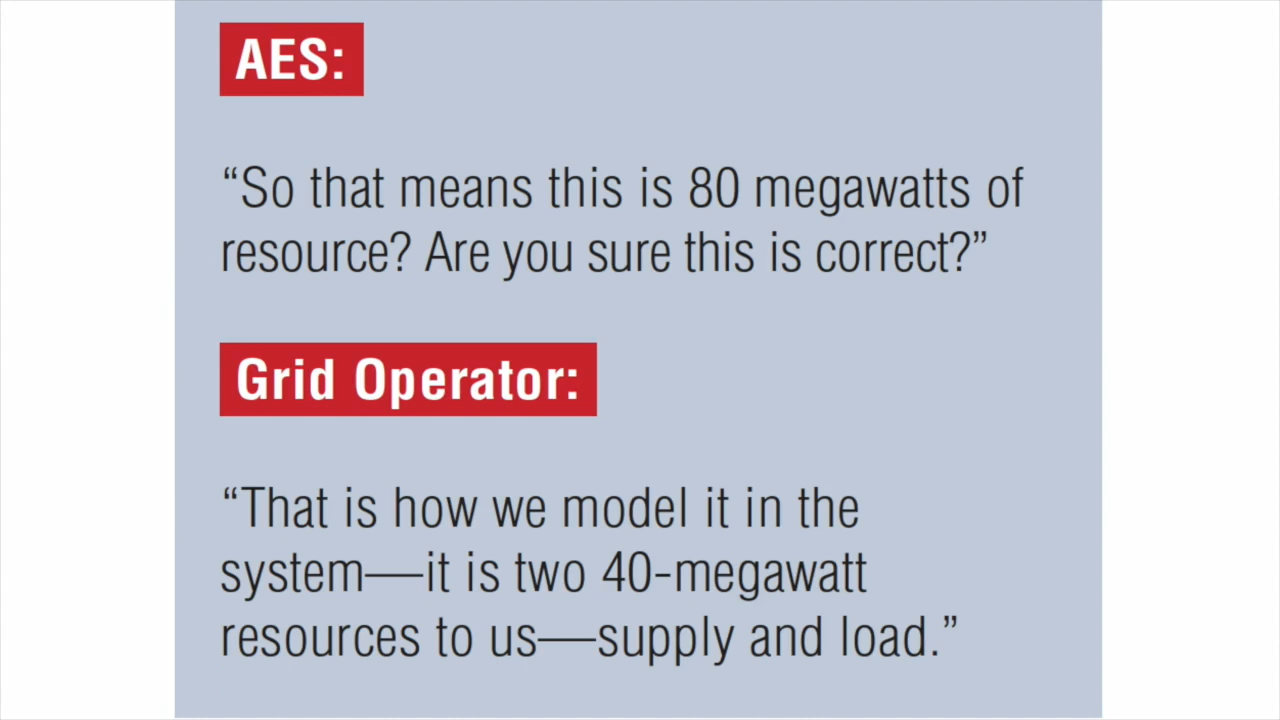 AES:
“So that means this is 80 megawatts of
resource? Are you sure this is correct?”
Grid Operator:
“That is how we model it in the
system—it is two 40-megawatt
resources to us—supply and load.”